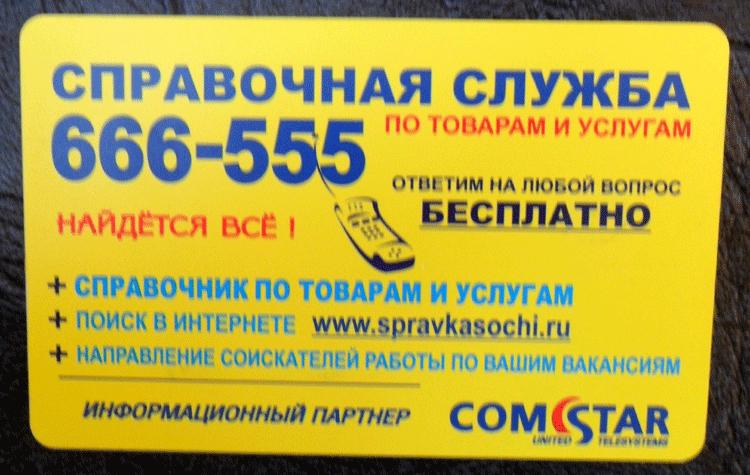 СПРАВОЧНАЯ СЛУЖБА
666-555 ПО ТОВАРАМ И УСЛУГАМ
ОТВЕТИМ НА ЛЮБОЙ ВОПРОС
БЕСПЛАТНО
НАЙДЁТСЯ ВСЁ !
+ СПРАВОЧНИК ПО ТОВАРАМ И УСЛУГАМ
+ ПОИСК В ИНТЕРНЕТЕ www.spravkasochi.ru
+ НАПРАВЛЕНИЕ СОИСКАТЕЛЕЙ РАБОТЫ ПО ВАШИМ ВАКАНСИЯМ
ИНФОРМАЦИОННЫЙ ПАРТНЕР COMSTAR
UNITED TELESYSTEMS